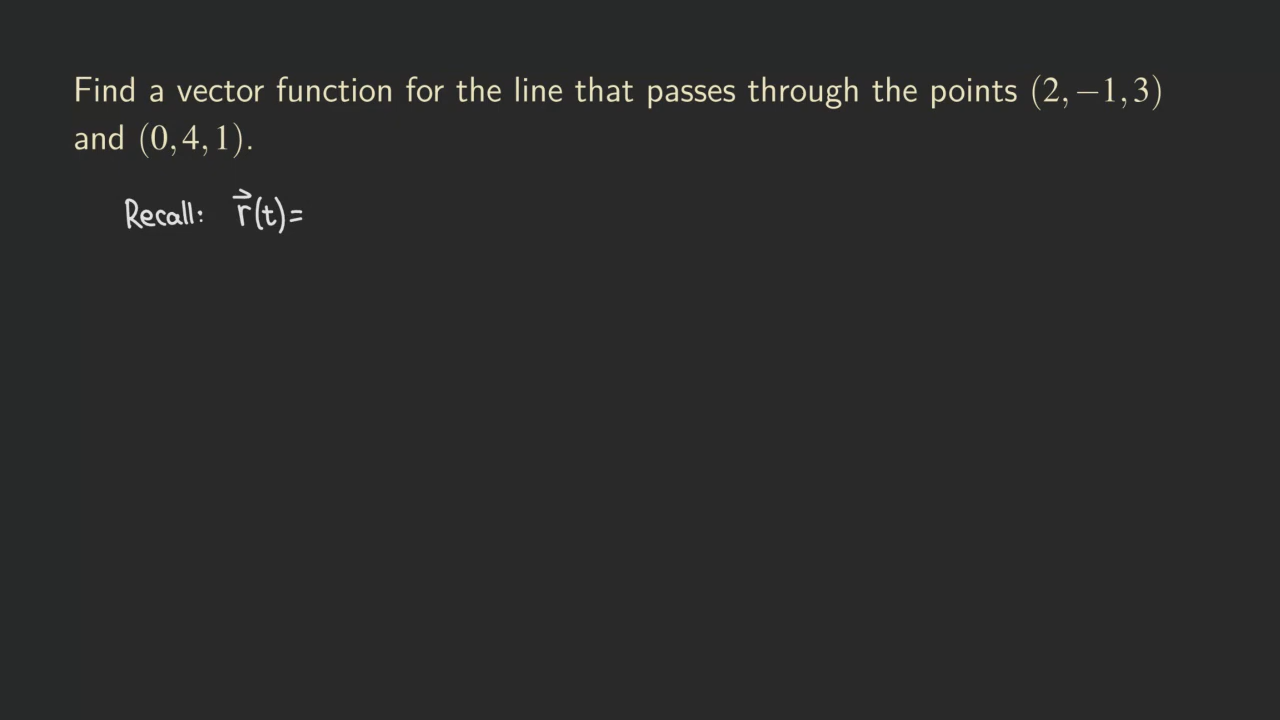 Find a vector function for the line that passes through the points (2,−1,3)
and (0,4,1).
Recall: r⃗(t)=